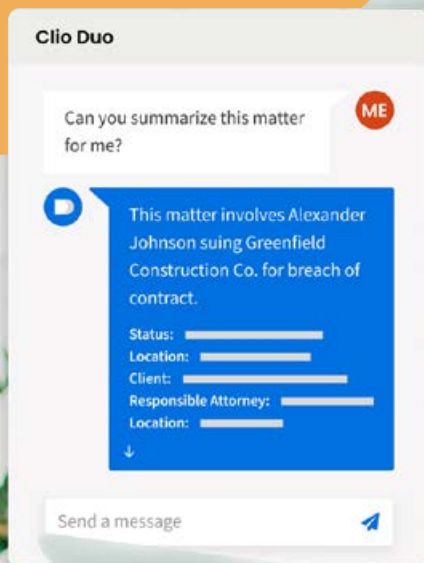 Clio Duo
Can you summarize this matter
for me?
ME
This matter involves Alexander
Johnson suing Greenfield
Construction Co. for breach of
contract.
Status:
Location:
Client:
Responsible Attorney:
Location:
Send a message